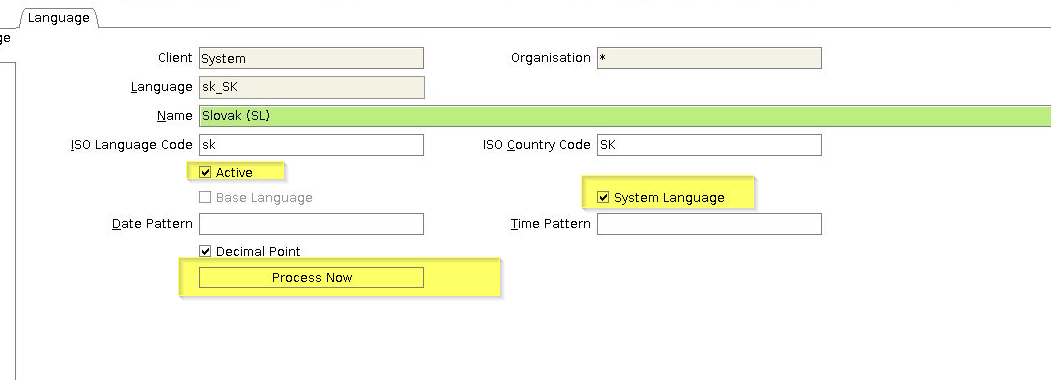 Language
ge
Client System Organisation *
Language sk_SK
Name Slovak (SL)
ISO Language Code sk ISO Country Code SK
Active
Base Language System Language
Date Pattern Time Pattern
Decimal Point
Process Now